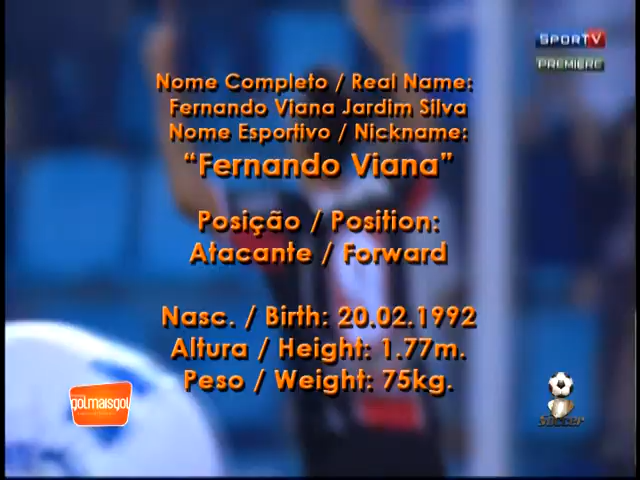 SPORTV
PREMIERE
Nome Completo / Real Name:
Fernando Viana Jardim Silva
Nome Esportivo / Nickname:
“Fernando Viana”
Posição / Position:
Atacante / Forward
Nasc. / Birth: 20.02.1992
Altura / Height: 1.77m.
Peso / Weight: 75kg.
golmaisgol
Soccer